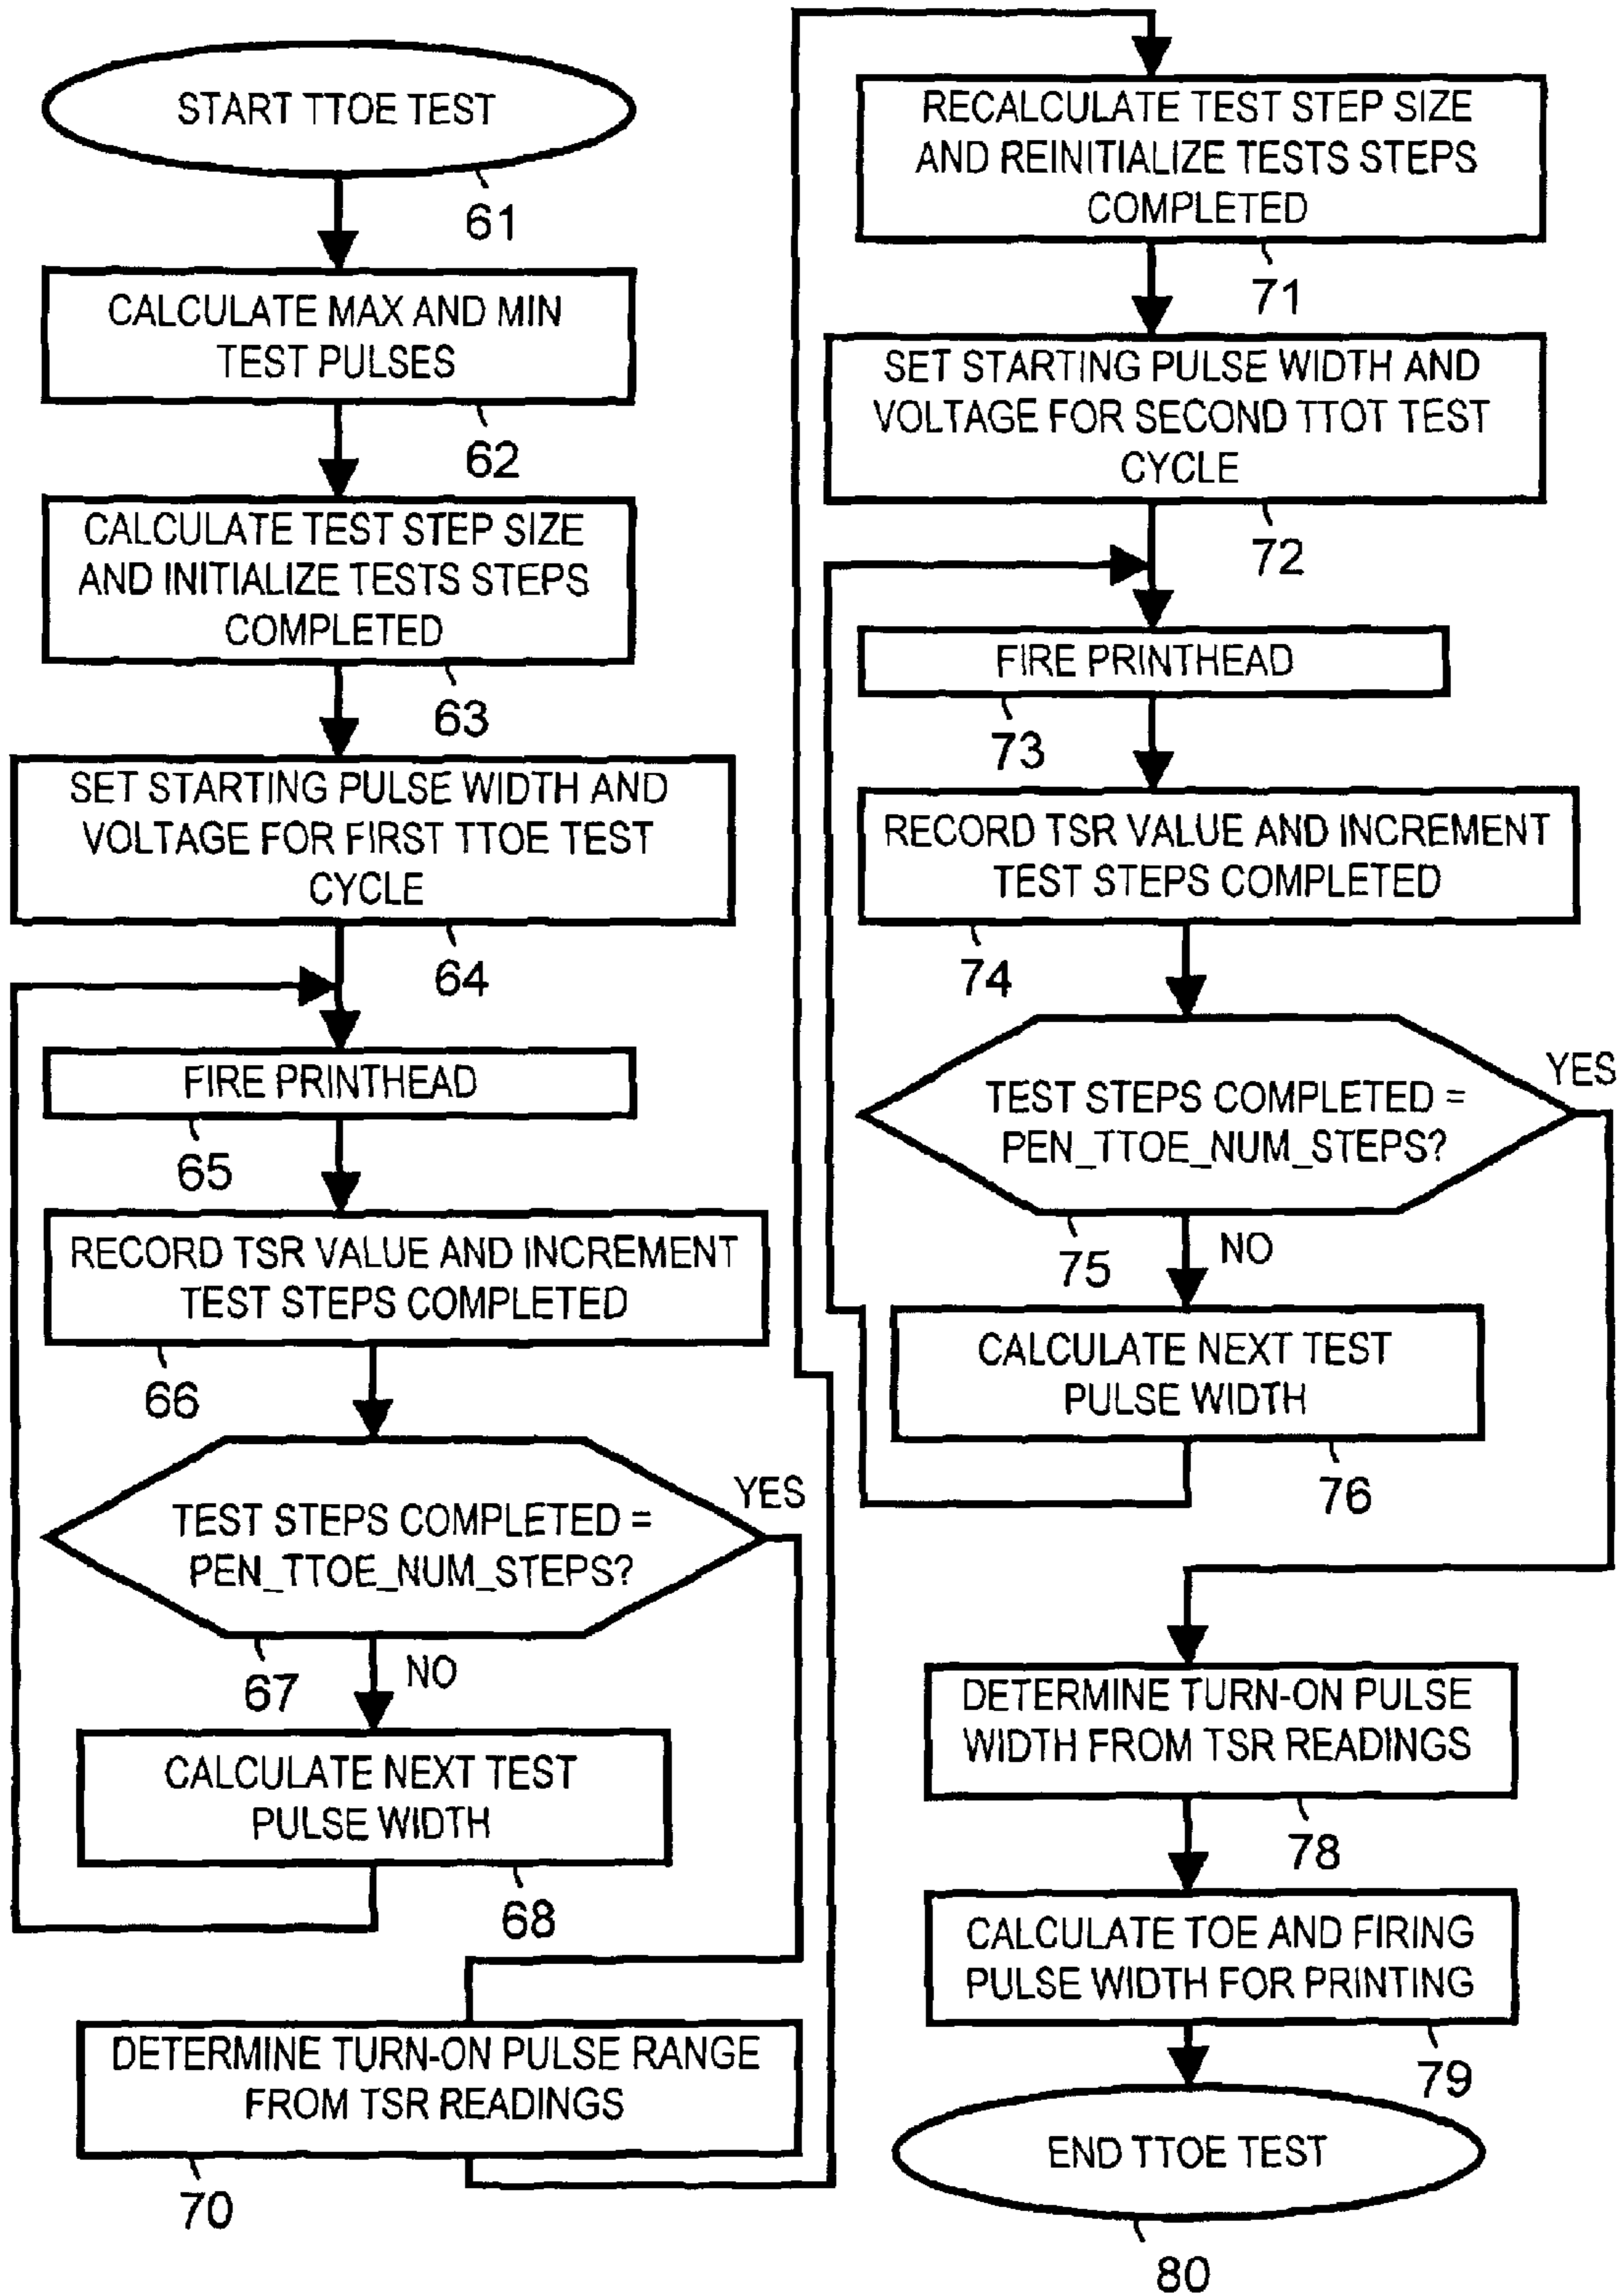 START TTOE TEST
61
CALCULATE MAX AND MIN
TEST PULSES
62
CALCULATE TEST STEP SIZE
AND INITIALIZE TESTS STEPS
COMPLETED
63
SET STARTING PULSE WIDTH AND
VOLTAGE FOR FIRST TTOE TEST
CYCLE
64
FIRE PRINTHEAD
65
RECORD TSR VALUE AND INCREMENT
TEST STEPS COMPLETED
66
TEST STEPS COMPLETED =
PEN_TTOE_NUM_STEPS?
YES
67
NO
CALCULATE NEXT TEST
PULSE WIDTH
68
DETERMINE TURN-ON PULSE RANGE
FROM TSR READINGS
70
RECALCULATE TEST STEP SIZE
AND REINITIALIZE TESTS STEPS
COMPLETED
71
SET STARTING PULSE WIDTH AND
VOLTAGE FOR SECOND TTOT TEST
CYCLE
72
FIRE PRINTHEAD
73
RECORD TSR VALUE AND INCREMENT
TEST STEPS COMPLETED
74
TEST STEPS COMPLETED =
PEN_TTOE_NUM_STEPS?
YES
75
NO
CALCULATE NEXT TEST
PULSE WIDTH
76
DETERMINE TURN-ON PULSE
WIDTH FROM TSR READINGS
78
CALCULATE TOE AND FIRING
PULSE WIDTH FOR PRINTING
79
END TTOE TEST
80